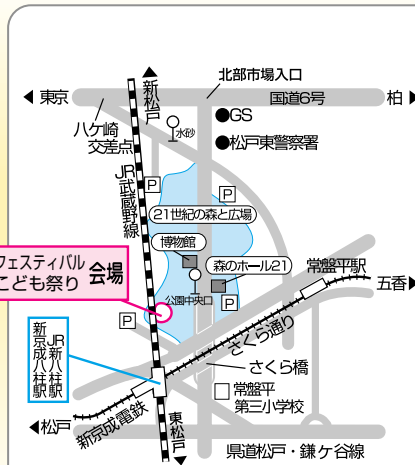 北部市場入口
新松戸
東京
国道6号
柏
●GS
八ケ崎
交差点
水砂
●松戸東警察署
JR武蔵野線
P
P
21世紀の森と広場
博物館
フェスティバル
こども祭り 会場
森のホール21
常盤平駅
五香
公園中央口
P
P
さくら通り
JR新八柱駅
新京成八柱駅
さくら橋
常盤平
第三小学校
新京成電鉄
松戸
東松戸
県道松戸・鎌ケ谷線